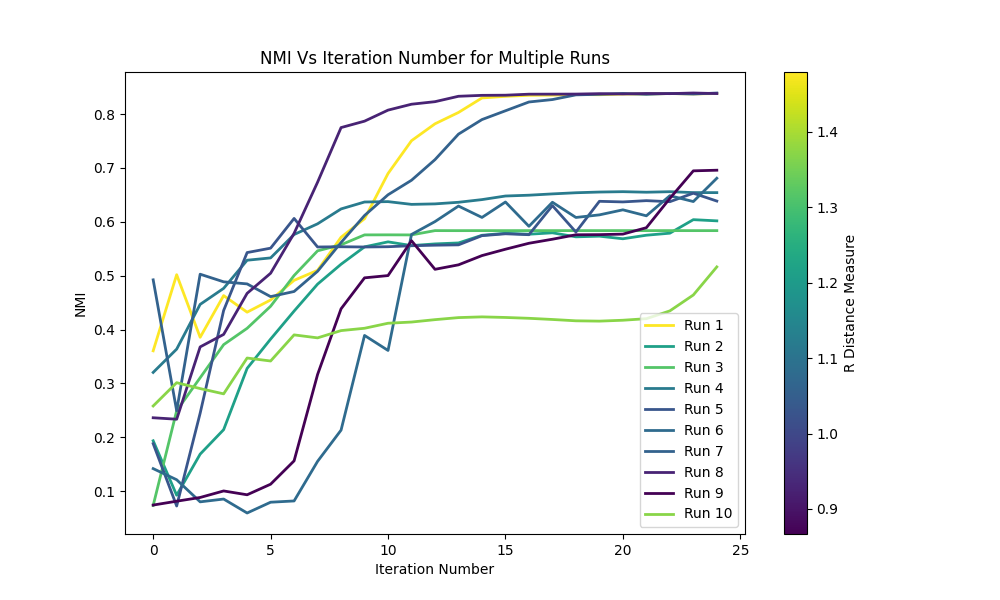 NMI Vs Iteration Number for Multiple Runs
NMI
0.8
0.7
0.6
0.5
0.4
0.3
0.2
0.1
0
5
10
15
20
25
Iteration Number
Run 1
Run 2
Run 3
Run 4
Run 5
Run 6
Run 7
Run 8
Run 9
Run 10
1.4
1.3
1.2
1.1
1.0
0.9
R Distance Measure